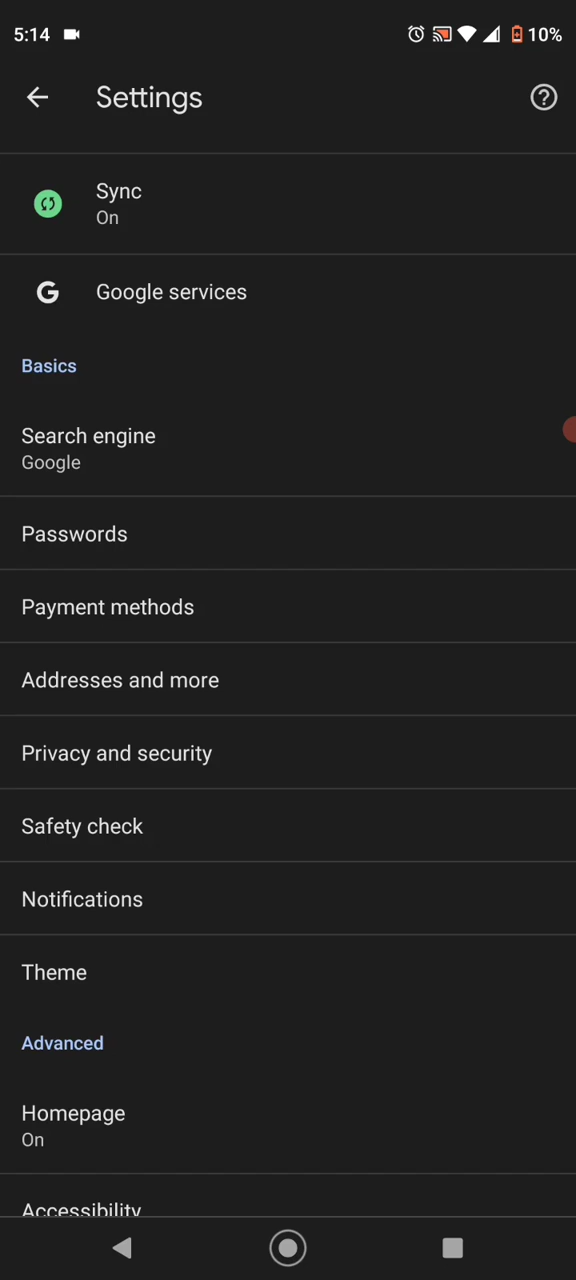 5:14 10%
Settings
Sync
On
Google services
Basics
Search engine
Google
Passwords
Payment methods
Addresses and more
Privacy and security
Safety check
Notifications
Theme
Advanced
Homepage
On
Accessibility